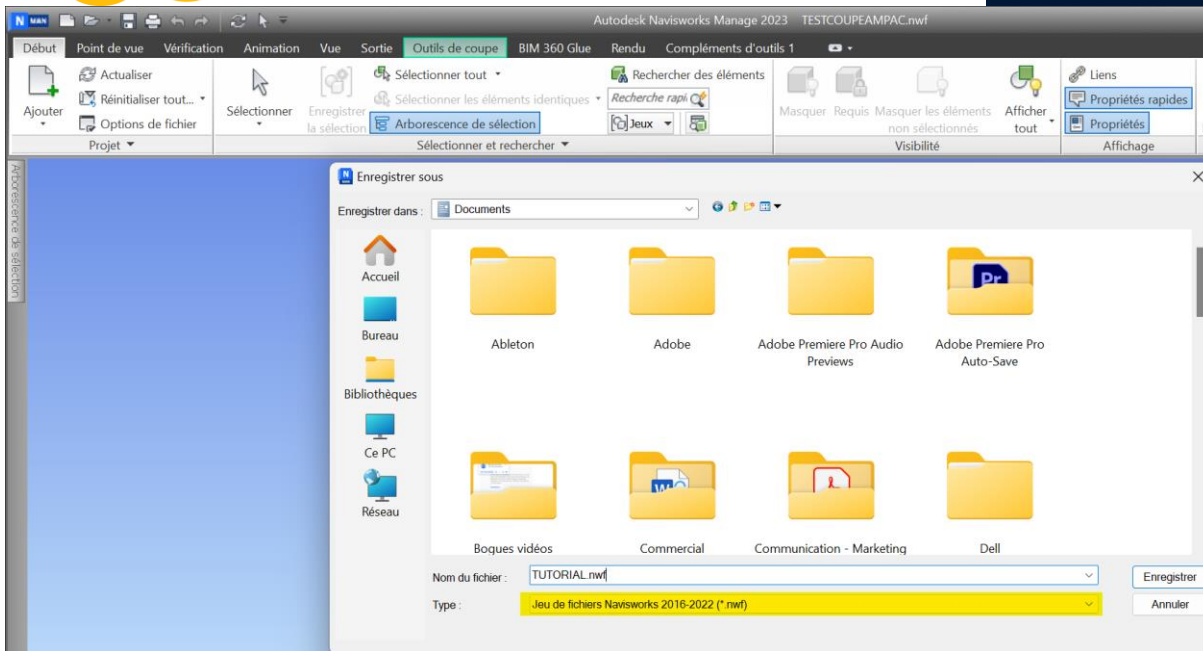 N MAN
Autodesk Navisworks Manage 2023 TESTCOUPEAMPAC.nwf
Début Point de vue Vérification Animation Vue Sortie Outils de coupe BIM 360 Glue Rendu Compléments d'outils 1
Ajouter
Actualiser
Réinitialiser tout...
Options de fichier
Projet
Sélectionner
Enregistrer
la sélection
Sélectionner tout
Sélectionner les éléments identiques
Arborescence de sélection
Rechercher des éléments
Recherche rapi
Jeux
Sélectionner et rechercher
Masquer
Requis
Masquer les éléments
non sélectionnés
Afficher
tout
Visibilité
Liens
Propriétés rapides
Propriétés
Affichage
Arborescence de sélection
N
Enregistrer sous
Enregistrer dans :
Documents
Accueil
Bureau
Bibliothèques
Ce PC
Réseau
Pr
Ableton
Adobe
Adobe Premiere Pro Audio
Previews
Adobe Premiere Pro
Auto-Save
Bogues vidéos
Commercial
Communication - Marketing
Dell
Nom du fichier :
TUTORIAL.nwf
Enregistrer
Type :
Jeu de fichiers Navisworks 2016-2022 (*.nwf)
Annuler